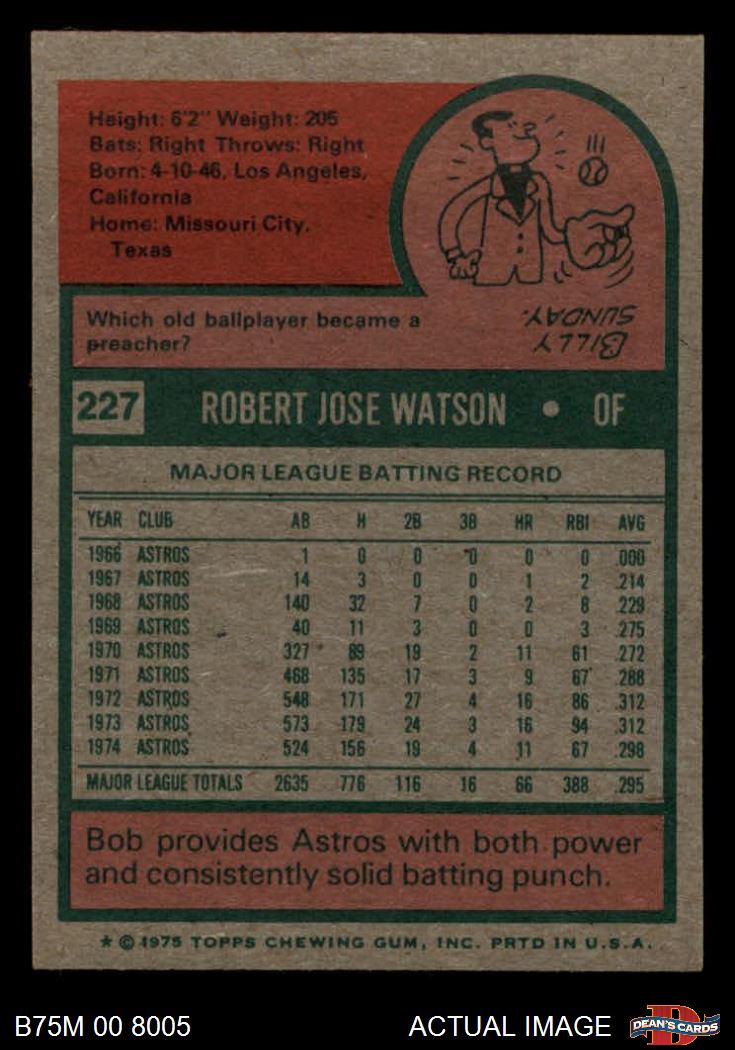 Height: 6'2" Weight: 205
Bats: Right Throws: Right
Born: 4-10-46, Los Angeles,
California
Home: Missouri City,
Texas
Which old ballplayer became a
preacher?
BILLY
SUNDAY.
227 ROBERT JOSE WATSON • OF
MAJOR LEAGUE BATTING RECORD
YEAR CLUB AB H 2B 3B HR RBI AVG
1966 ASTROS 1 0 0 0 0 0 .000
1967 ASTROS 14 3 0 0 1 2 .214
1968 ASTROS 140 32 7 0 2 8 .229
1969 ASTROS 40 11 3 0 0 3 .275
1970 ASTROS 327 89 19 2 11 61 .272
1971 ASTROS 468 135 17 3 9 67 .288
1972 ASTROS 548 171 27 4 16 86 .312
1973 ASTROS 573 179 24 3 16 94 .312
1974 ASTROS 524 156 19 4 11 67 .298
MAJOR LEAGUE TOTALS 2635 776 116 16 66 388 .295
Bob provides Astros with both power
and consistently solid batting punch.
* © 1975 TOPPS CHEWING GUM, INC. PRTD IN U.S.A.
B75M 00 8005 ACTUAL IMAGE DEAN'S CARDS